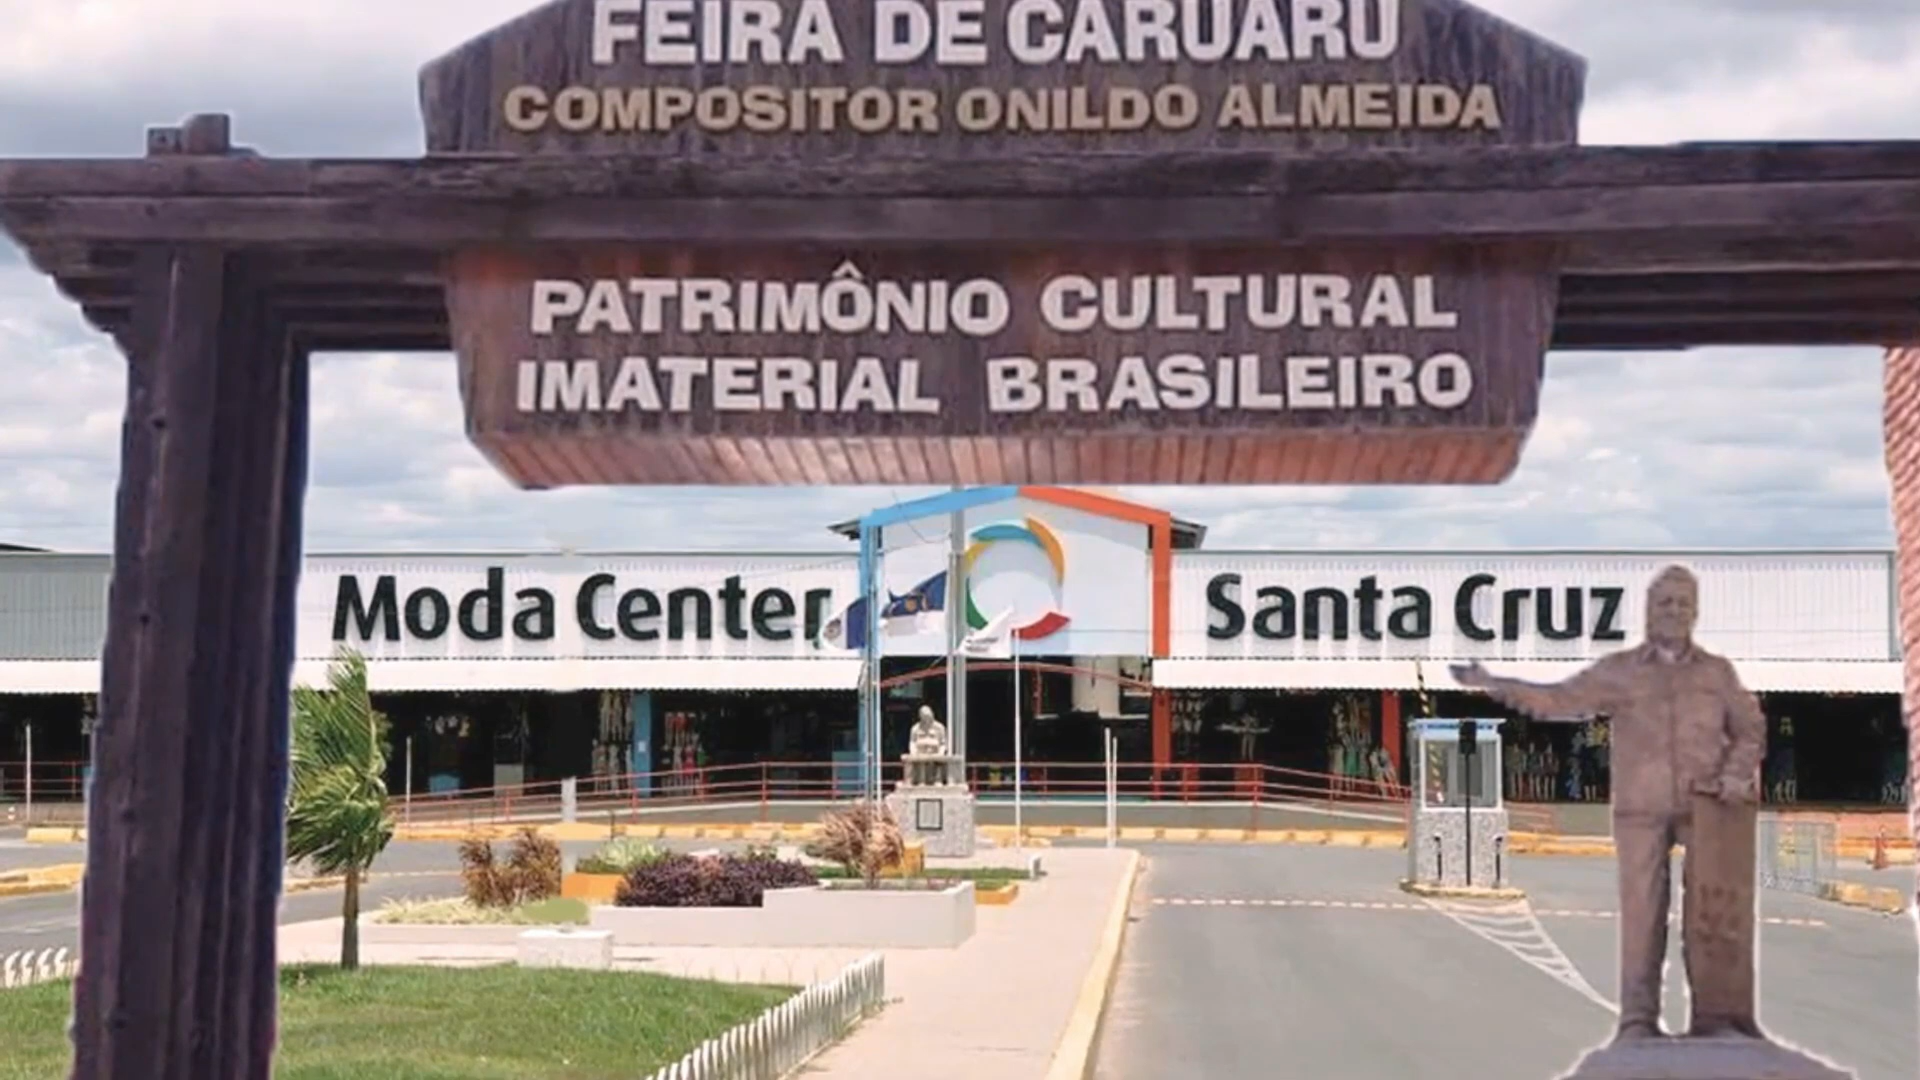 FEIRA DE CARUARU
COMPOSITOR ONILDO ALMEIDA
PATRIMÔNIO CULTURAL
IMATERIAL BRASILEIRO
Moda Center Santa Cruz